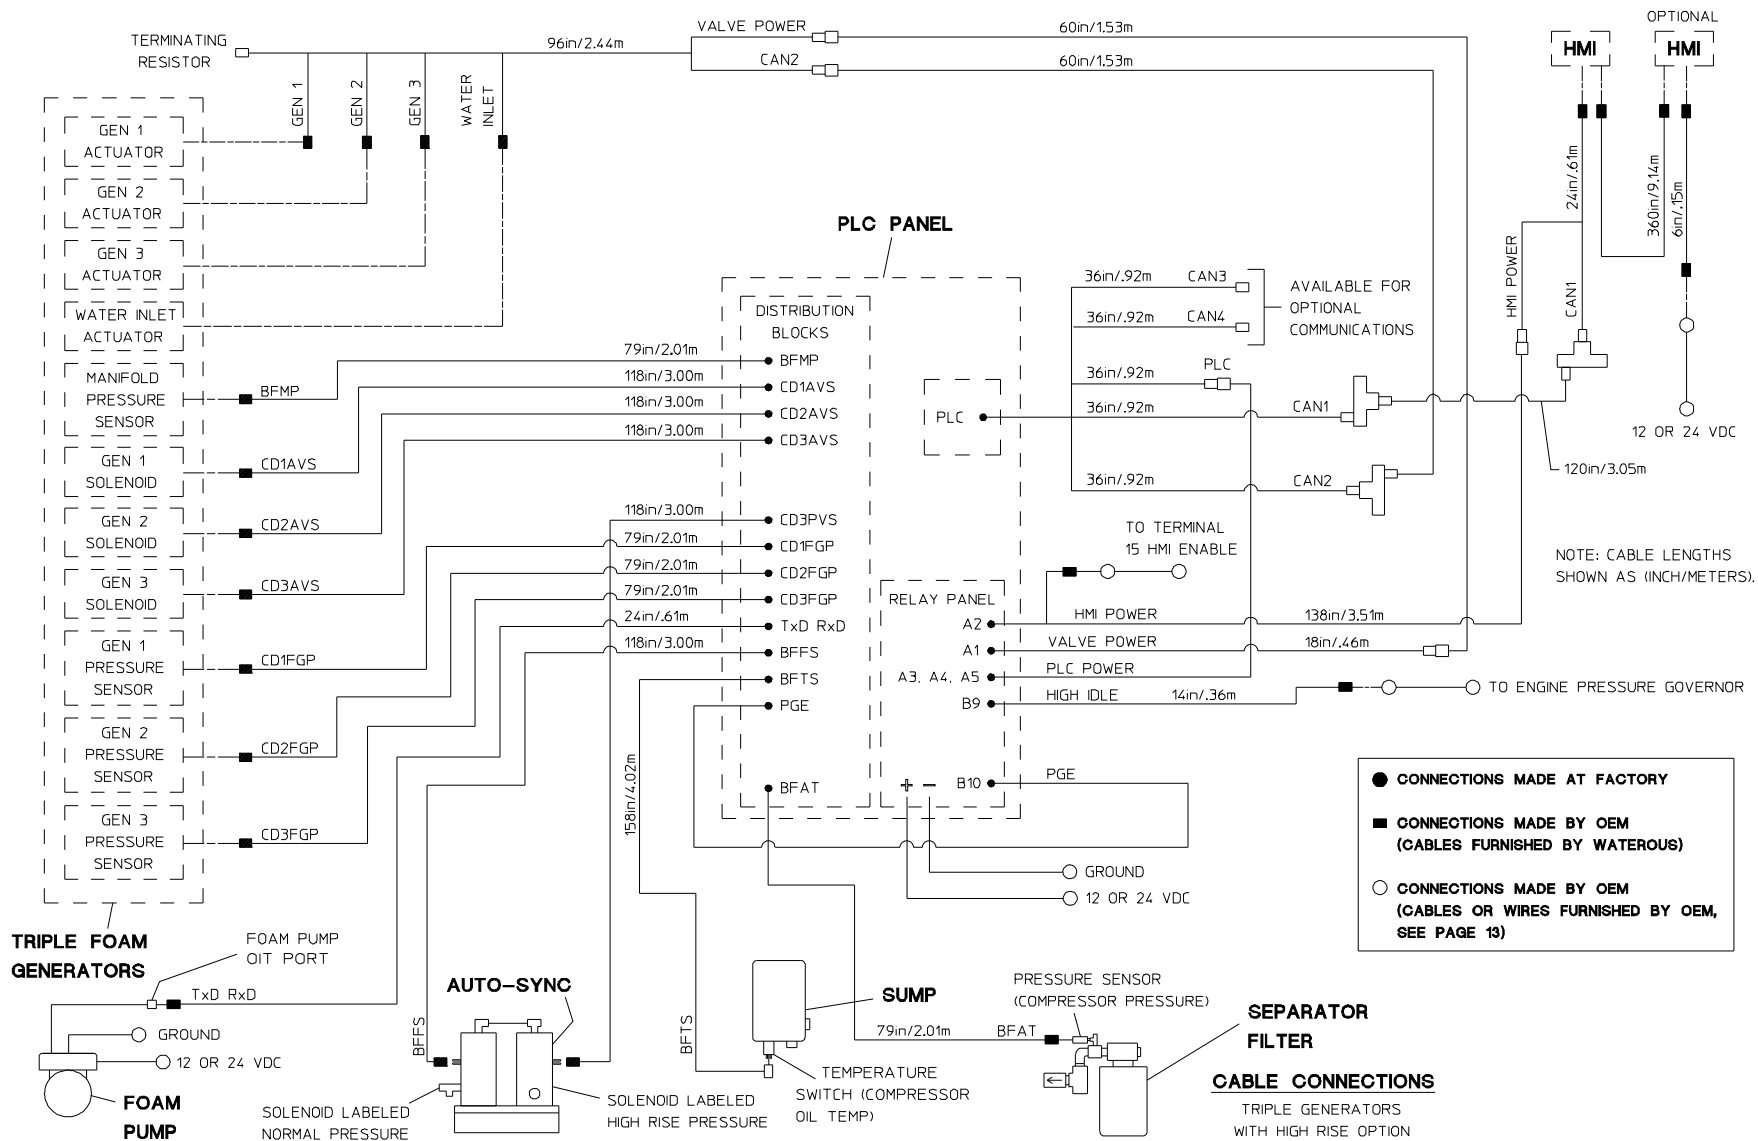 TERMINATING
RESISTOR
96in/2.44m
VALVE POWER
60in/1.53m
CAN2
60in/1.53m
OPTIONAL
HMI
HMI
GEN 1
GEN 2
GEN 3
WATER
INLET
GEN 1
ACTUATOR
GEN 2
ACTUATOR
GEN 3
ACTUATOR
WATER INLET
ACTUATOR
MANIFOLD
PRESSURE
SENSOR
GEN 1
SOLENOID
GEN 2
SOLENOID
GEN 3
SOLENOID
GEN 1
PRESSURE
SENSOR
GEN 2
PRESSURE
SENSOR
GEN 3
PRESSURE
SENSOR
BFMP
CD1AVS
CD2AVS
CD3AVS
CD1FGP
CD2FGP
CD3FGP
TRIPLE FOAM
GENERATORS
79in/2.01m
118in/3.00m
118in/3.00m
118in/3.00m
118in/3.00m
79in/2.01m
79in/2.01m
79in/2.01m
24in/.61m
118in/3.00m
158in/4.02m
PLC PANEL
DISTRIBUTION
BLOCKS
BFMP
CD1AVS
CD2AVS
CD3AVS
CD3PVS
CD1FGP
CD2FGP
CD3FGP
TxD RxD
BFFS
BFTS
PGE
BFAT
PLC
RELAY PANEL
A2
A1
A3, A4, A5
B9
B10
+ −
36in/.92m CAN3
36in/.92m CAN4
AVAILABLE FOR
OPTIONAL
COMMUNICATIONS
36in/.92m
PLC
36in/.92m CAN1
36in/.92m CAN2
TO TERMINAL
15 HMI ENABLE
HMI POWER 138in/3.51m
VALVE POWER 18in/.46m
PLC POWER
HIGH IDLE 14in/.36m
TO ENGINE PRESSURE GOVERNOR
PGE
GROUND
12 OR 24 VDC
24in/.61m
360in/9.14m
6in/.15m
HMI POWER
CAN1
12 OR 24 VDC
120in/3.05m
NOTE: CABLE LENGTHS
SHOWN AS (INCH/METERS).
CONNECTIONS MADE AT FACTORY
CONNECTIONS MADE BY OEM
(CABLES FURNISHED BY WATEROUS)
CONNECTIONS MADE BY OEM
(CABLES OR WIRES FURNISHED BY OEM,
SEE PAGE 13)
FOAM PUMP
OIT PORT
TxD RxD
GROUND
12 OR 24 VDC
FOAM
PUMP
AUTO-SYNC
BFFS
SOLENOID LABELED
NORMAL PRESSURE
SOLENOID LABELED
HIGH RISE PRESSURE
BFTS
SUMP
TEMPERATURE
SWITCH (COMPRESSOR
OIL TEMP)
79in/2.01m BFAT
PRESSURE SENSOR
(COMPRESSOR PRESSURE)
SEPARATOR
FILTER
CABLE CONNECTIONS
TRIPLE GENERATORS
WITH HIGH RISE OPTION